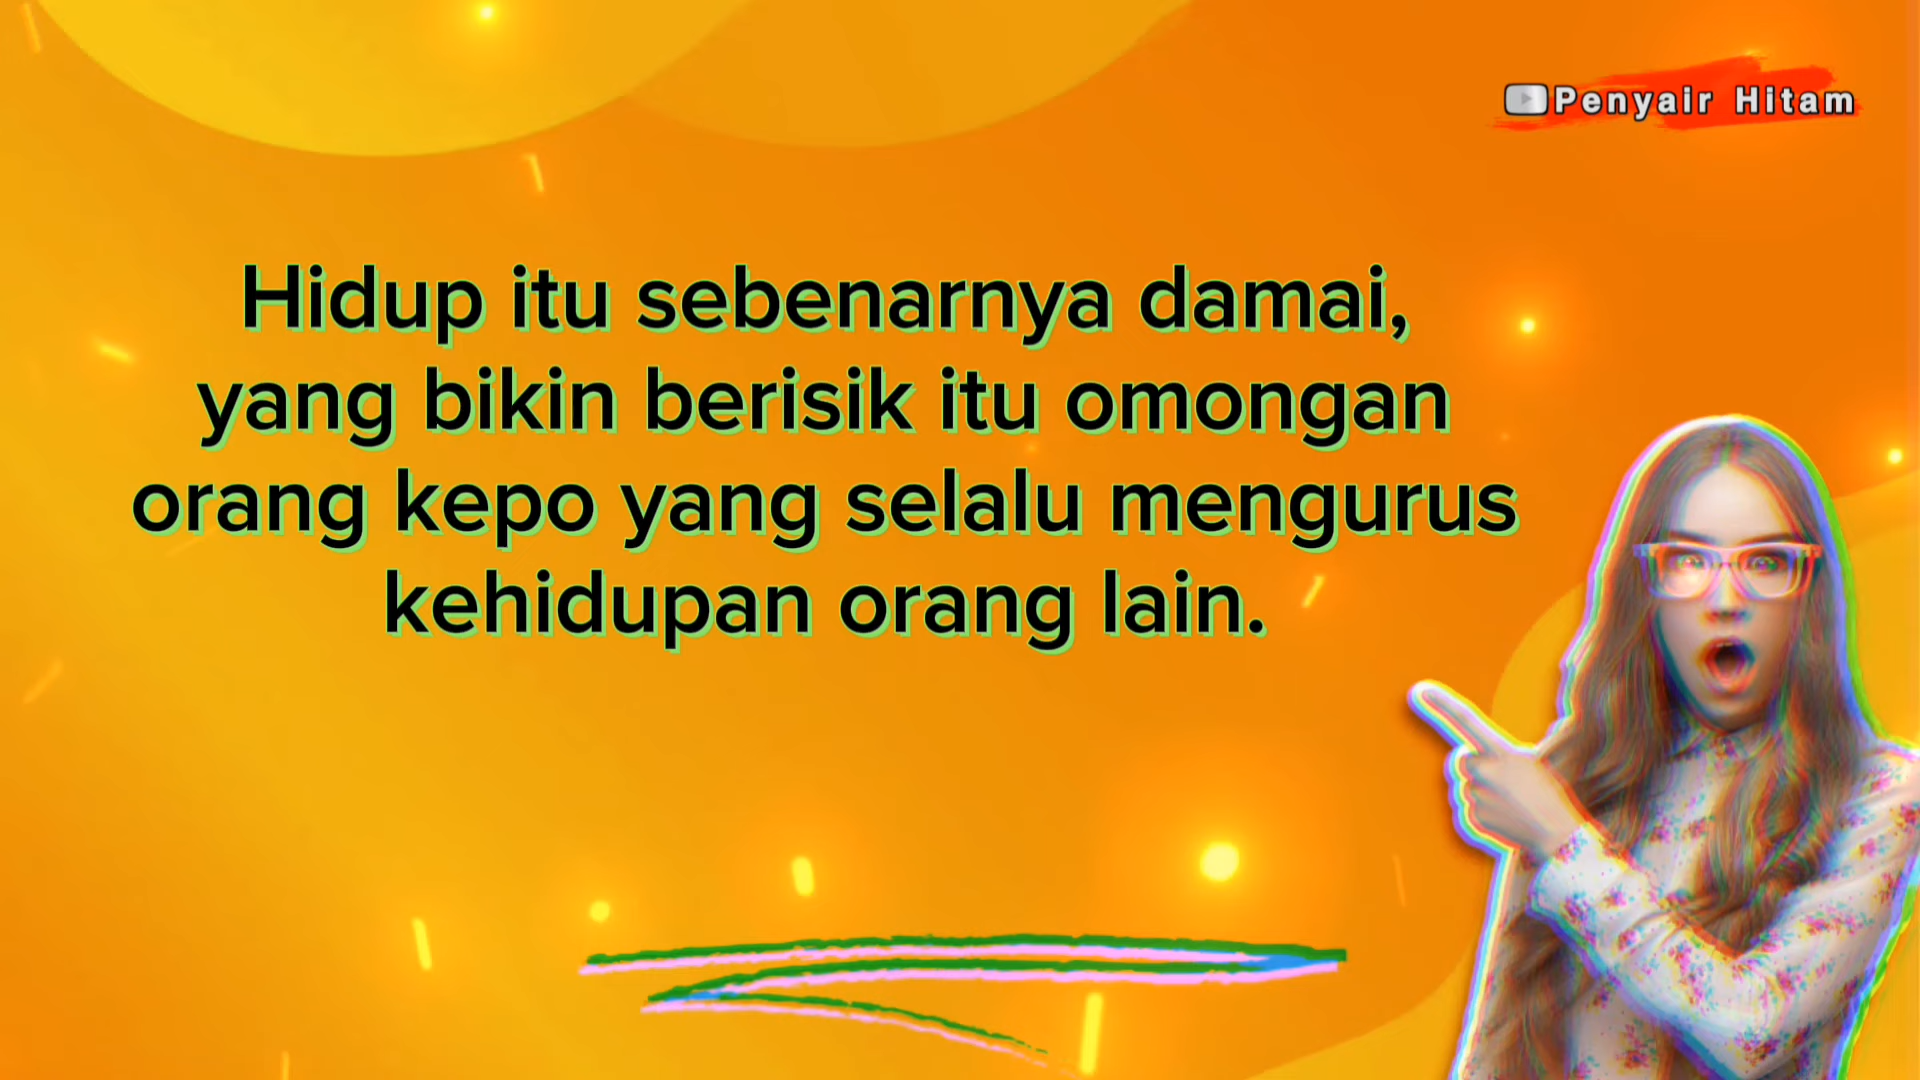 Penyair Hitam
Hidup itu sebenarnya damai,
yang bikin berisik itu omongan
orang kepo yang selalu mengurus
kehidupan orang lain.